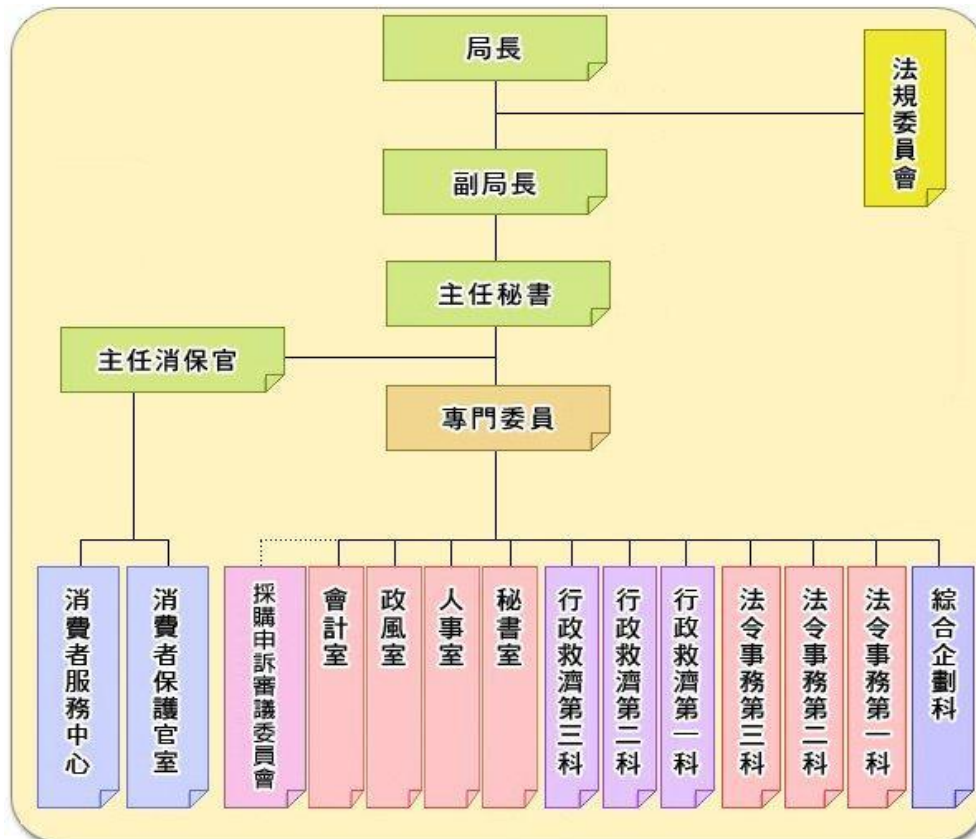 局長
法規委員會
副局長
主任秘書
主任消保官
專門委員
消費者服務中心
消費者保護官室
採購申訴審議委員會
會計室
政風室
人事室
秘書室
行政救濟第三科
行政救濟第二科
行政救濟第一科
法令事務第三科
法令事務第二科
法令事務第一科
綜合企劃科